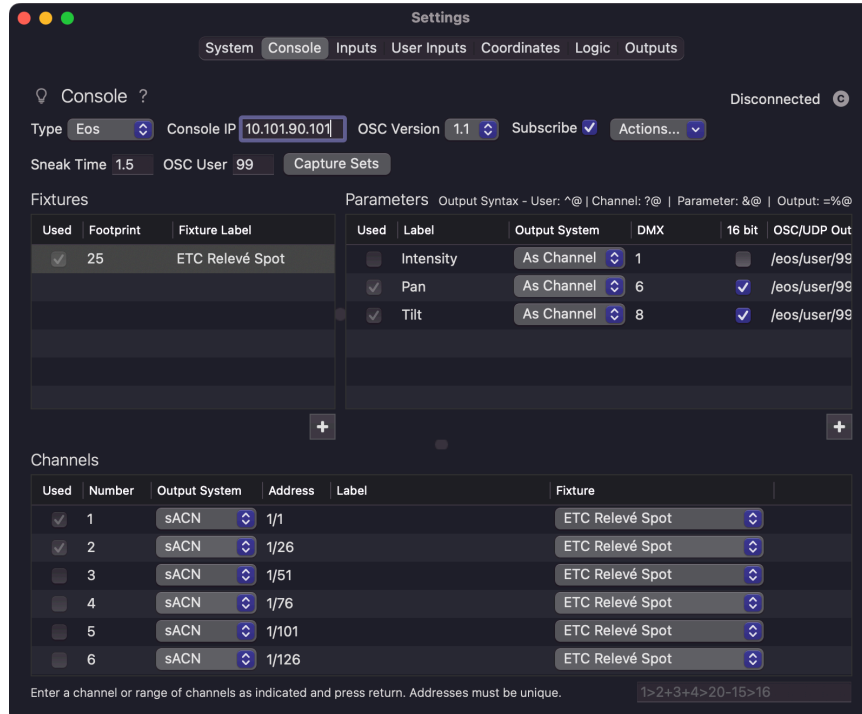 Settings
System Console Inputs User Inputs Coordinates Logic Outputs
Console ? Disconnected C
Type Eos Console IP 10.101.90.101 OSC Version 1.1 Subscribe Actions...
Sneak Time 1.5 OSC User 99 Capture Sets
Fixtures Parameters Output Syntax - User: ^@ | Channel: ?@ | Parameter: &@ | Output: =%@
Used Footprint Fixture Label Used Label Output System DMX 16 bit OSC/UDP Out
25 ETC Relevé Spot Intensity As Channel 1 /eos/user/99
Pan As Channel 6 /eos/user/99
Tilt As Channel 8 /eos/user/99
+ +
Channels
Used Number Output System Address Label Fixture
1 sACN 1/1 ETC Relevé Spot
2 sACN 1/26 ETC Relevé Spot
3 sACN 1/51 ETC Relevé Spot
4 sACN 1/76 ETC Relevé Spot
5 sACN 1/101 ETC Relevé Spot
6 sACN 1/126 ETC Relevé Spot
Enter a channel or range of channels as indicated and press return. Addresses must be unique. 1>2+3+4>20-15>16